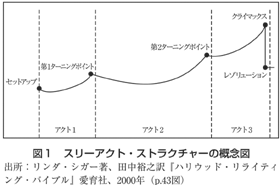 クライマックス
第2ターニングポイント
第1ターニングポイント
セットアップ
レゾリューション
アクト1
アクト2
アクト3
図1 スリーアクト・ストラクチャーの概念図
出所：リンダ・シガー著、田中裕之訳『ハリウッド・リライティ
ング・バイブル』愛育社、2000年（p.43図）